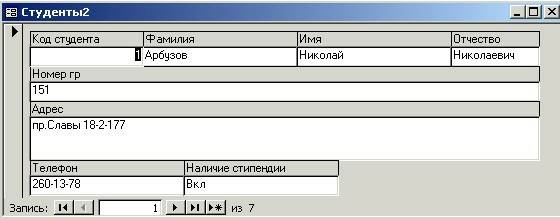 Студенты2
Код студента Фамилия Имя Отчество
1 Арбузов Николай Николаевич
Номер гр
151
Адрес
пр.Славы 18-2-177
Телефон Наличие стипендии
260-13-78 Вкл
Запись: 1 из 7